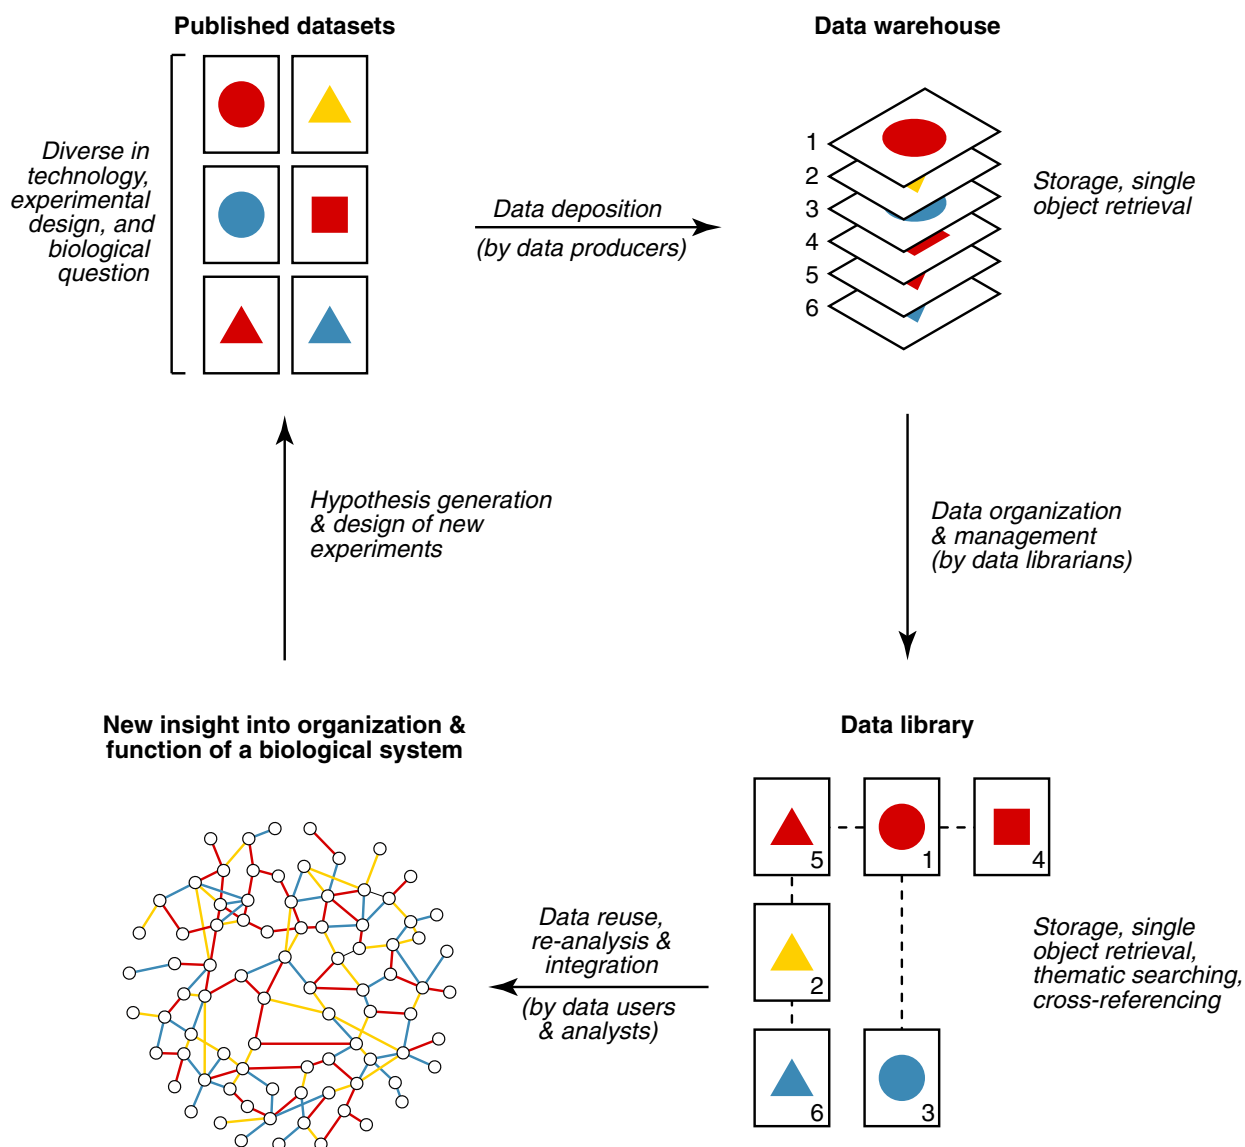 Published datasets
Data warehouse
Diverse in
technology,
experimental
design, and
biological
question
Data deposition
(by data producers)
1
2
3
4
5
6
Storage, single
object retrieval
Hypothesis generation
& design of new
experiments
Data organization
& management
(by data librarians)
New insight into organization &
function of a biological system
Data library
5
1
4
2
6
3
Data reuse,
re-analysis &
integration
(by data users
& analysts)
Storage, single
object retrieval,
thematic searching,
cross-referencing